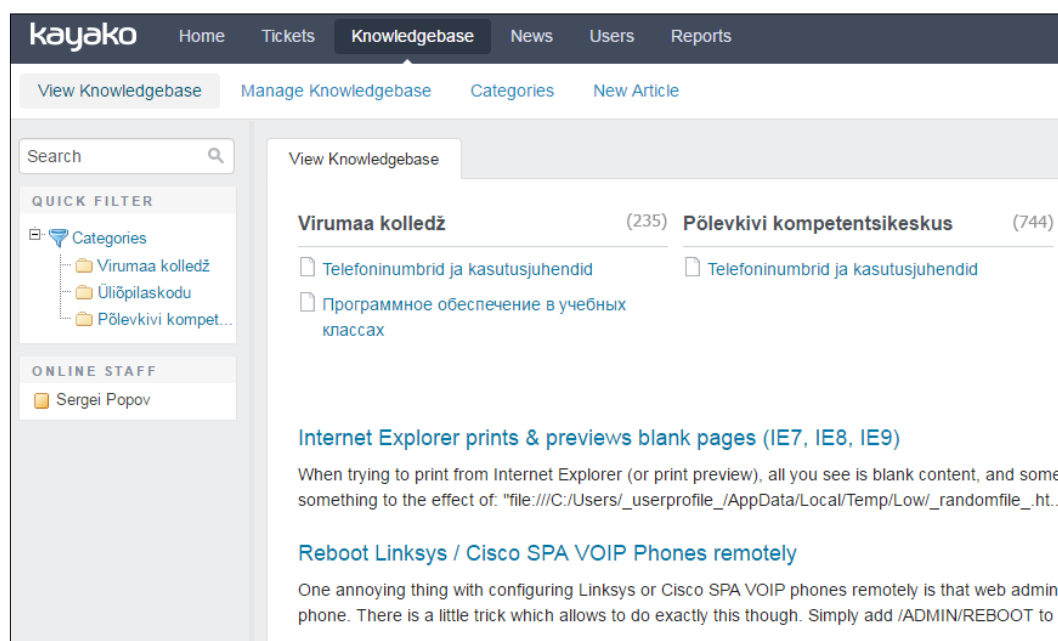 kayako Home Tickets Knowledgebase News Users Reports
View Knowledgebase Manage Knowledgebase Categories New Article
Search
QUICK FILTER
Categories
Virumaa kolledž
Üliõpilaskodu
Põlevkivi kompet...
ONLINE STAFF
Sergei Popov
View Knowledgebase
Virumaa kolledž (235)
Telefoninumbrid ja kasutusjuhendid
Программное обеспечение в учебных
классах
Põlevkivi kompetentsikeskus (744)
Telefoninumbrid ja kasutusjuhendid
Internet Explorer prints & previews blank pages (IE7, IE8, IE9)
When trying to print from Internet Explorer (or print preview), all you see is blank content, and some
something to the effect of: "file:///C:/Users/_userprofile_/AppData/Local/Temp/Low/_randomfile_.ht...
Reboot Linksys / Cisco SPA VOIP Phones remotely
One annoying thing with configuring Linksys or Cisco SPA VOIP phones remotely is that web admin
phone. There is a little trick which allows to do exactly this though. Simply add /ADMIN/REBOOT to